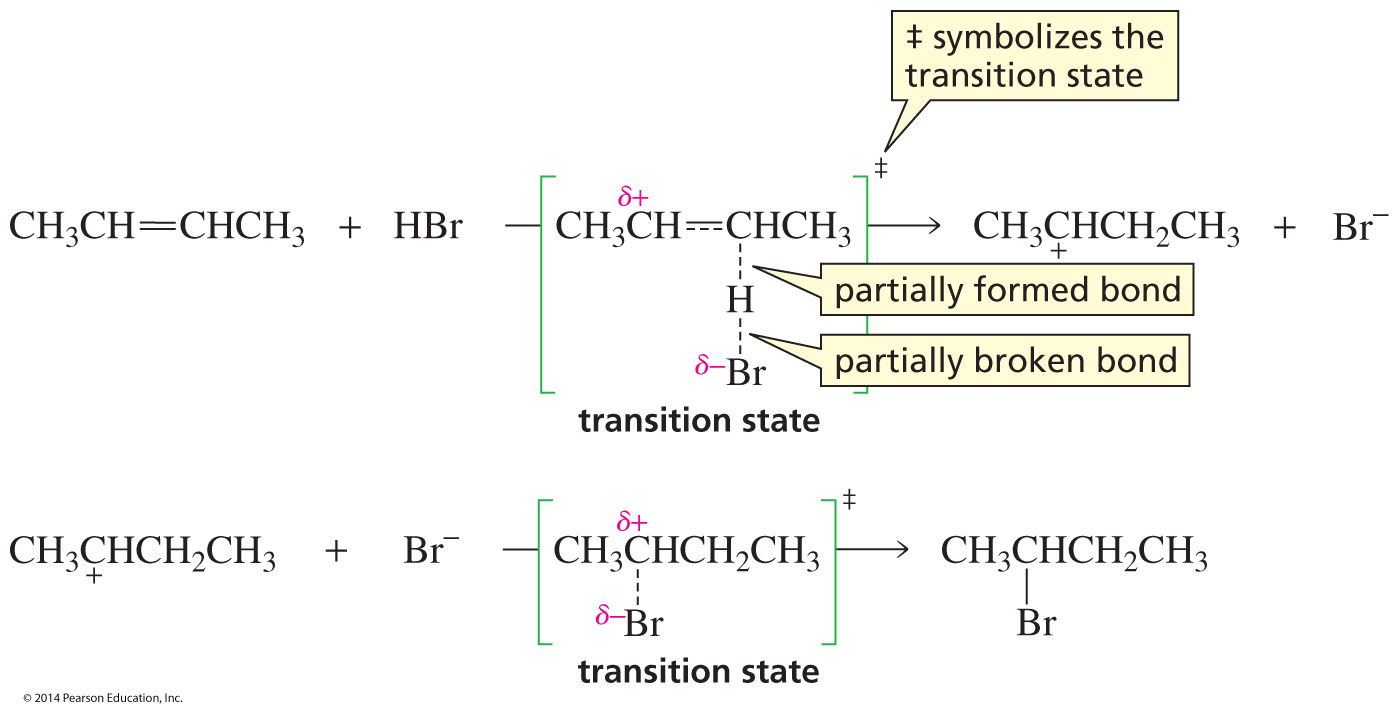 ‡ symbolizes the
transition state
CH₃CH=CHCH₃ + HBr — [CH₃CH=CHCH₃]‡ → CH₃CHCH₂CH₃ + Br⁻
δ+
+
partially formed bond
H
partially broken bond
δ−Br
transition state
CH₃CHCH₂CH₃ + Br⁻ — [CH₃CHCH₂CH₃]‡ → CH₃CHCH₂CH₃
δ+
+
δ−Br
Br
transition state
© 2014 Pearson Education, Inc.